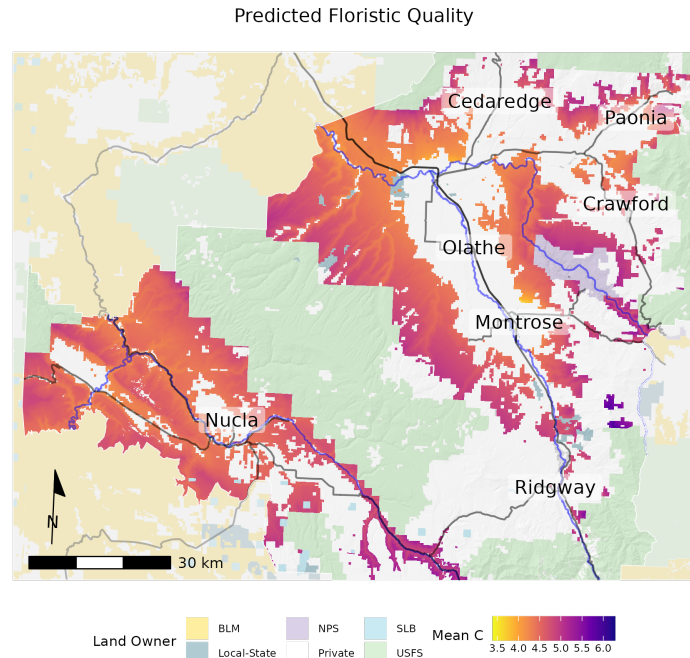 Predicted Floristic Quality
Cedaredge
Paonia
Crawford
Olathe
Montrose
Nucla
Ridgway
N
30 km
Land Owner
BLM
NPS
SLB
Local-State
Private
USFS
Mean C
3.5 4.0 4.5 5.0 5.5 6.0